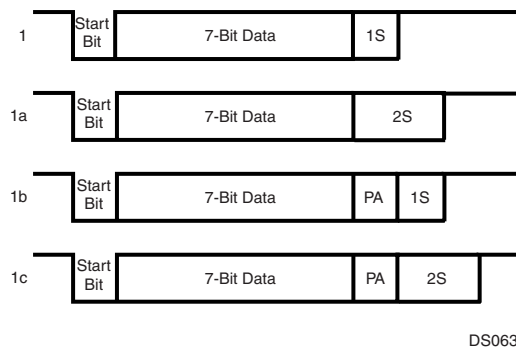 1 Start Bit 7-Bit Data 1S
1a Start Bit 7-Bit Data 2S
1b Start Bit 7-Bit Data PA 1S
1c Start Bit 7-Bit Data PA 2S
DS063